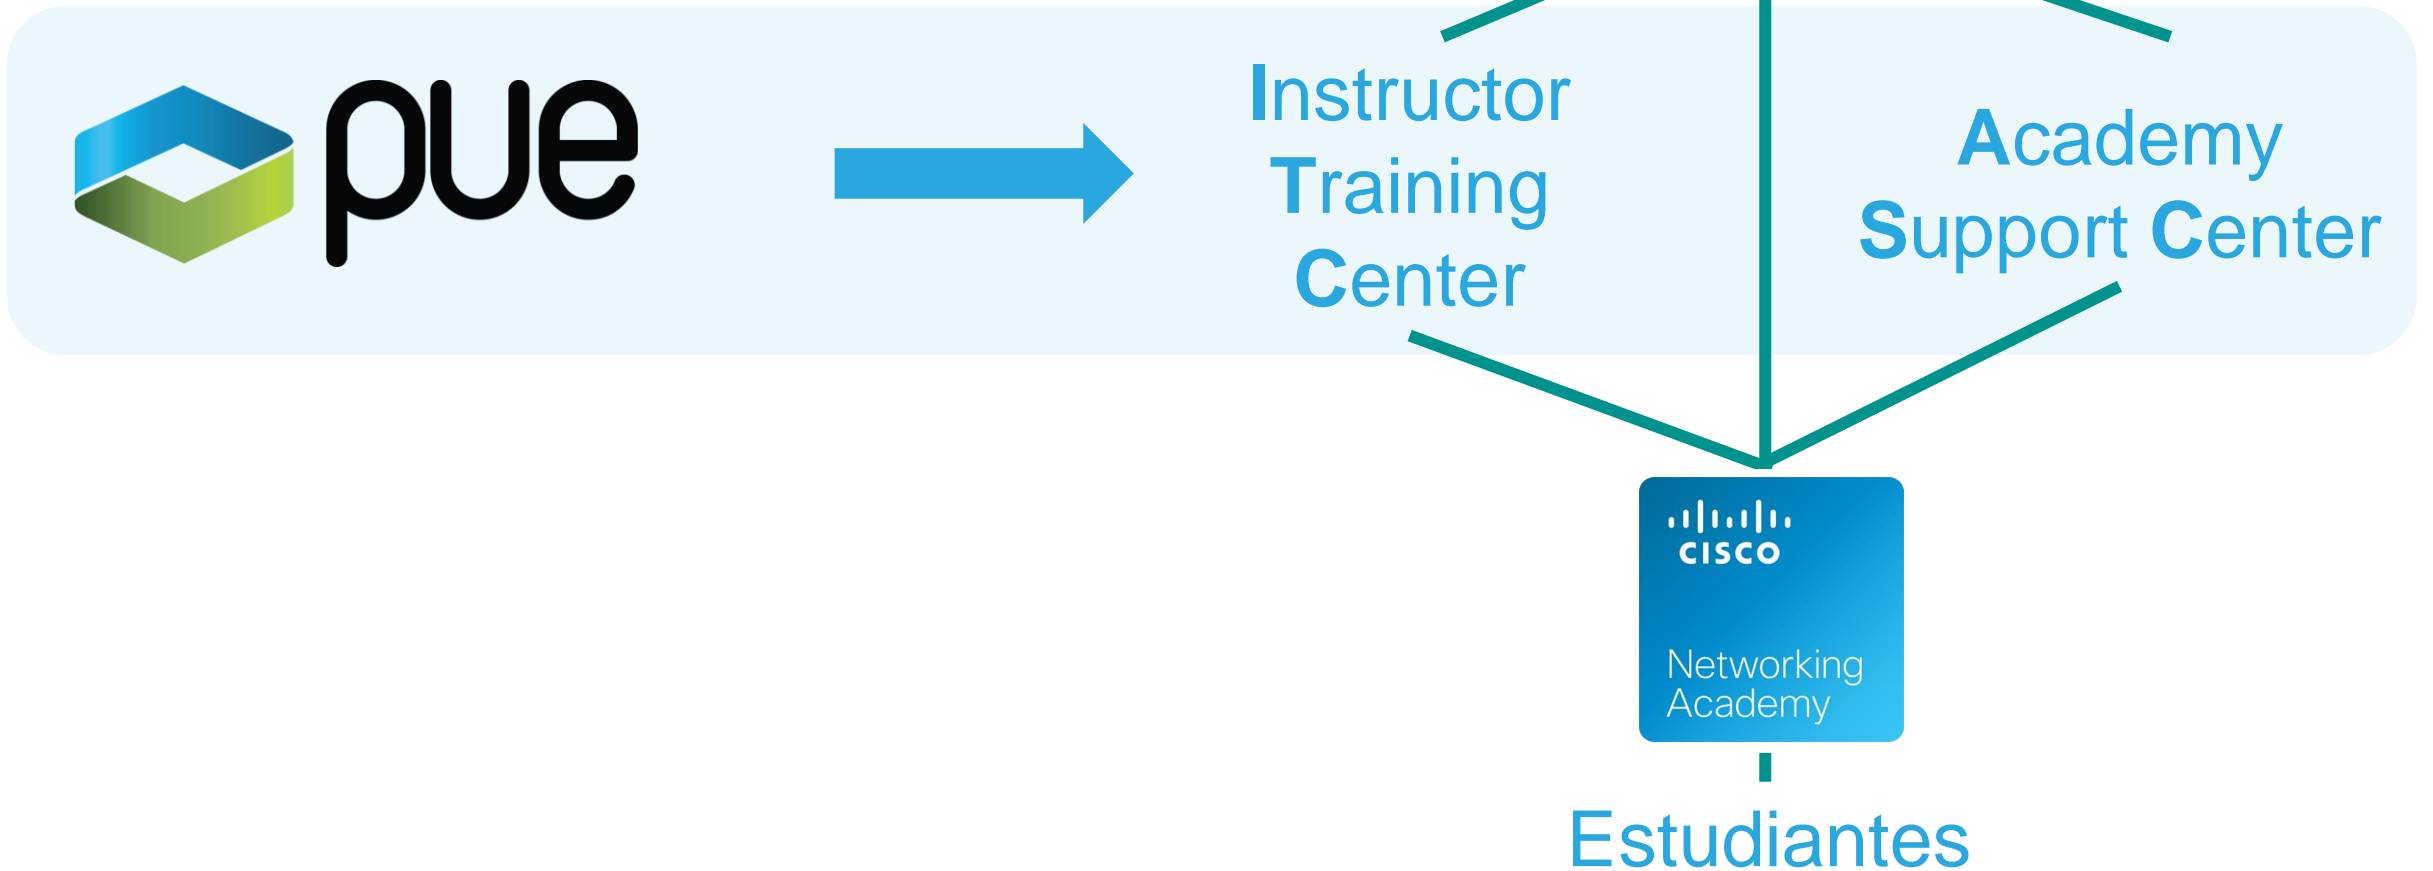 pue
Instructor
Training
Center
Academy
Support Center
CISCO
Networking
Academy
Estudiantes